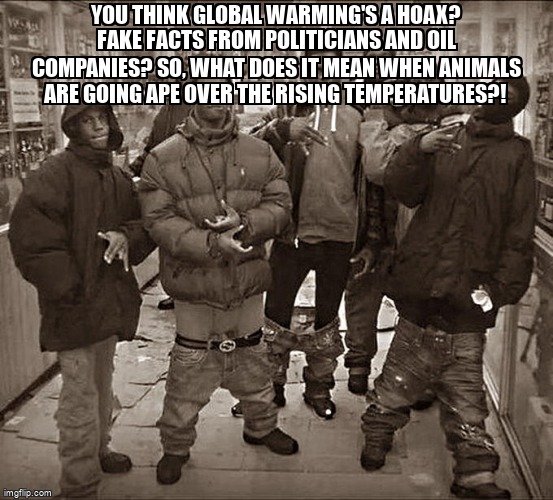 YOU THINK GLOBAL WARMING'S A HOAX?
FAKE FACTS FROM POLITICIANS AND OIL
COMPANIES? SO, WHAT DOES IT MEAN WHEN ANIMALS
ARE GOING APE OVER THE RISING TEMPERATURES?!
imgflip.com